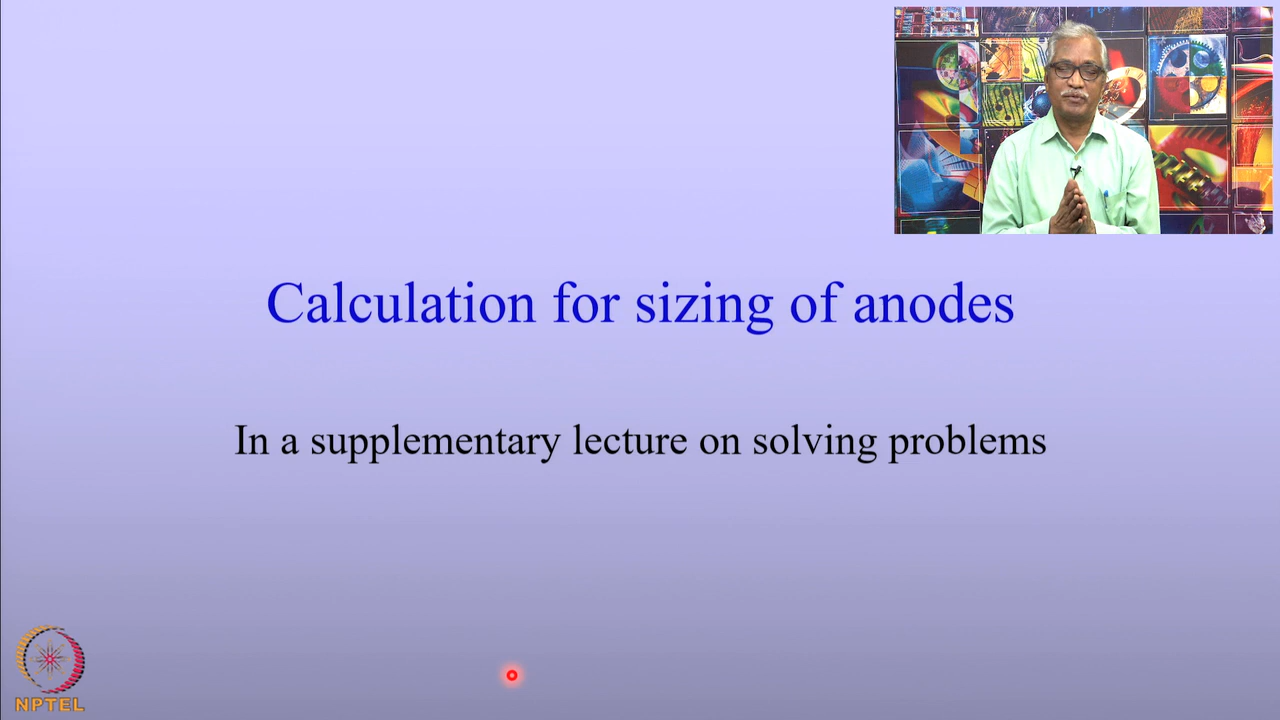 Calculation for sizing of anodes
In a supplementary lecture on solving problems
NPTEL